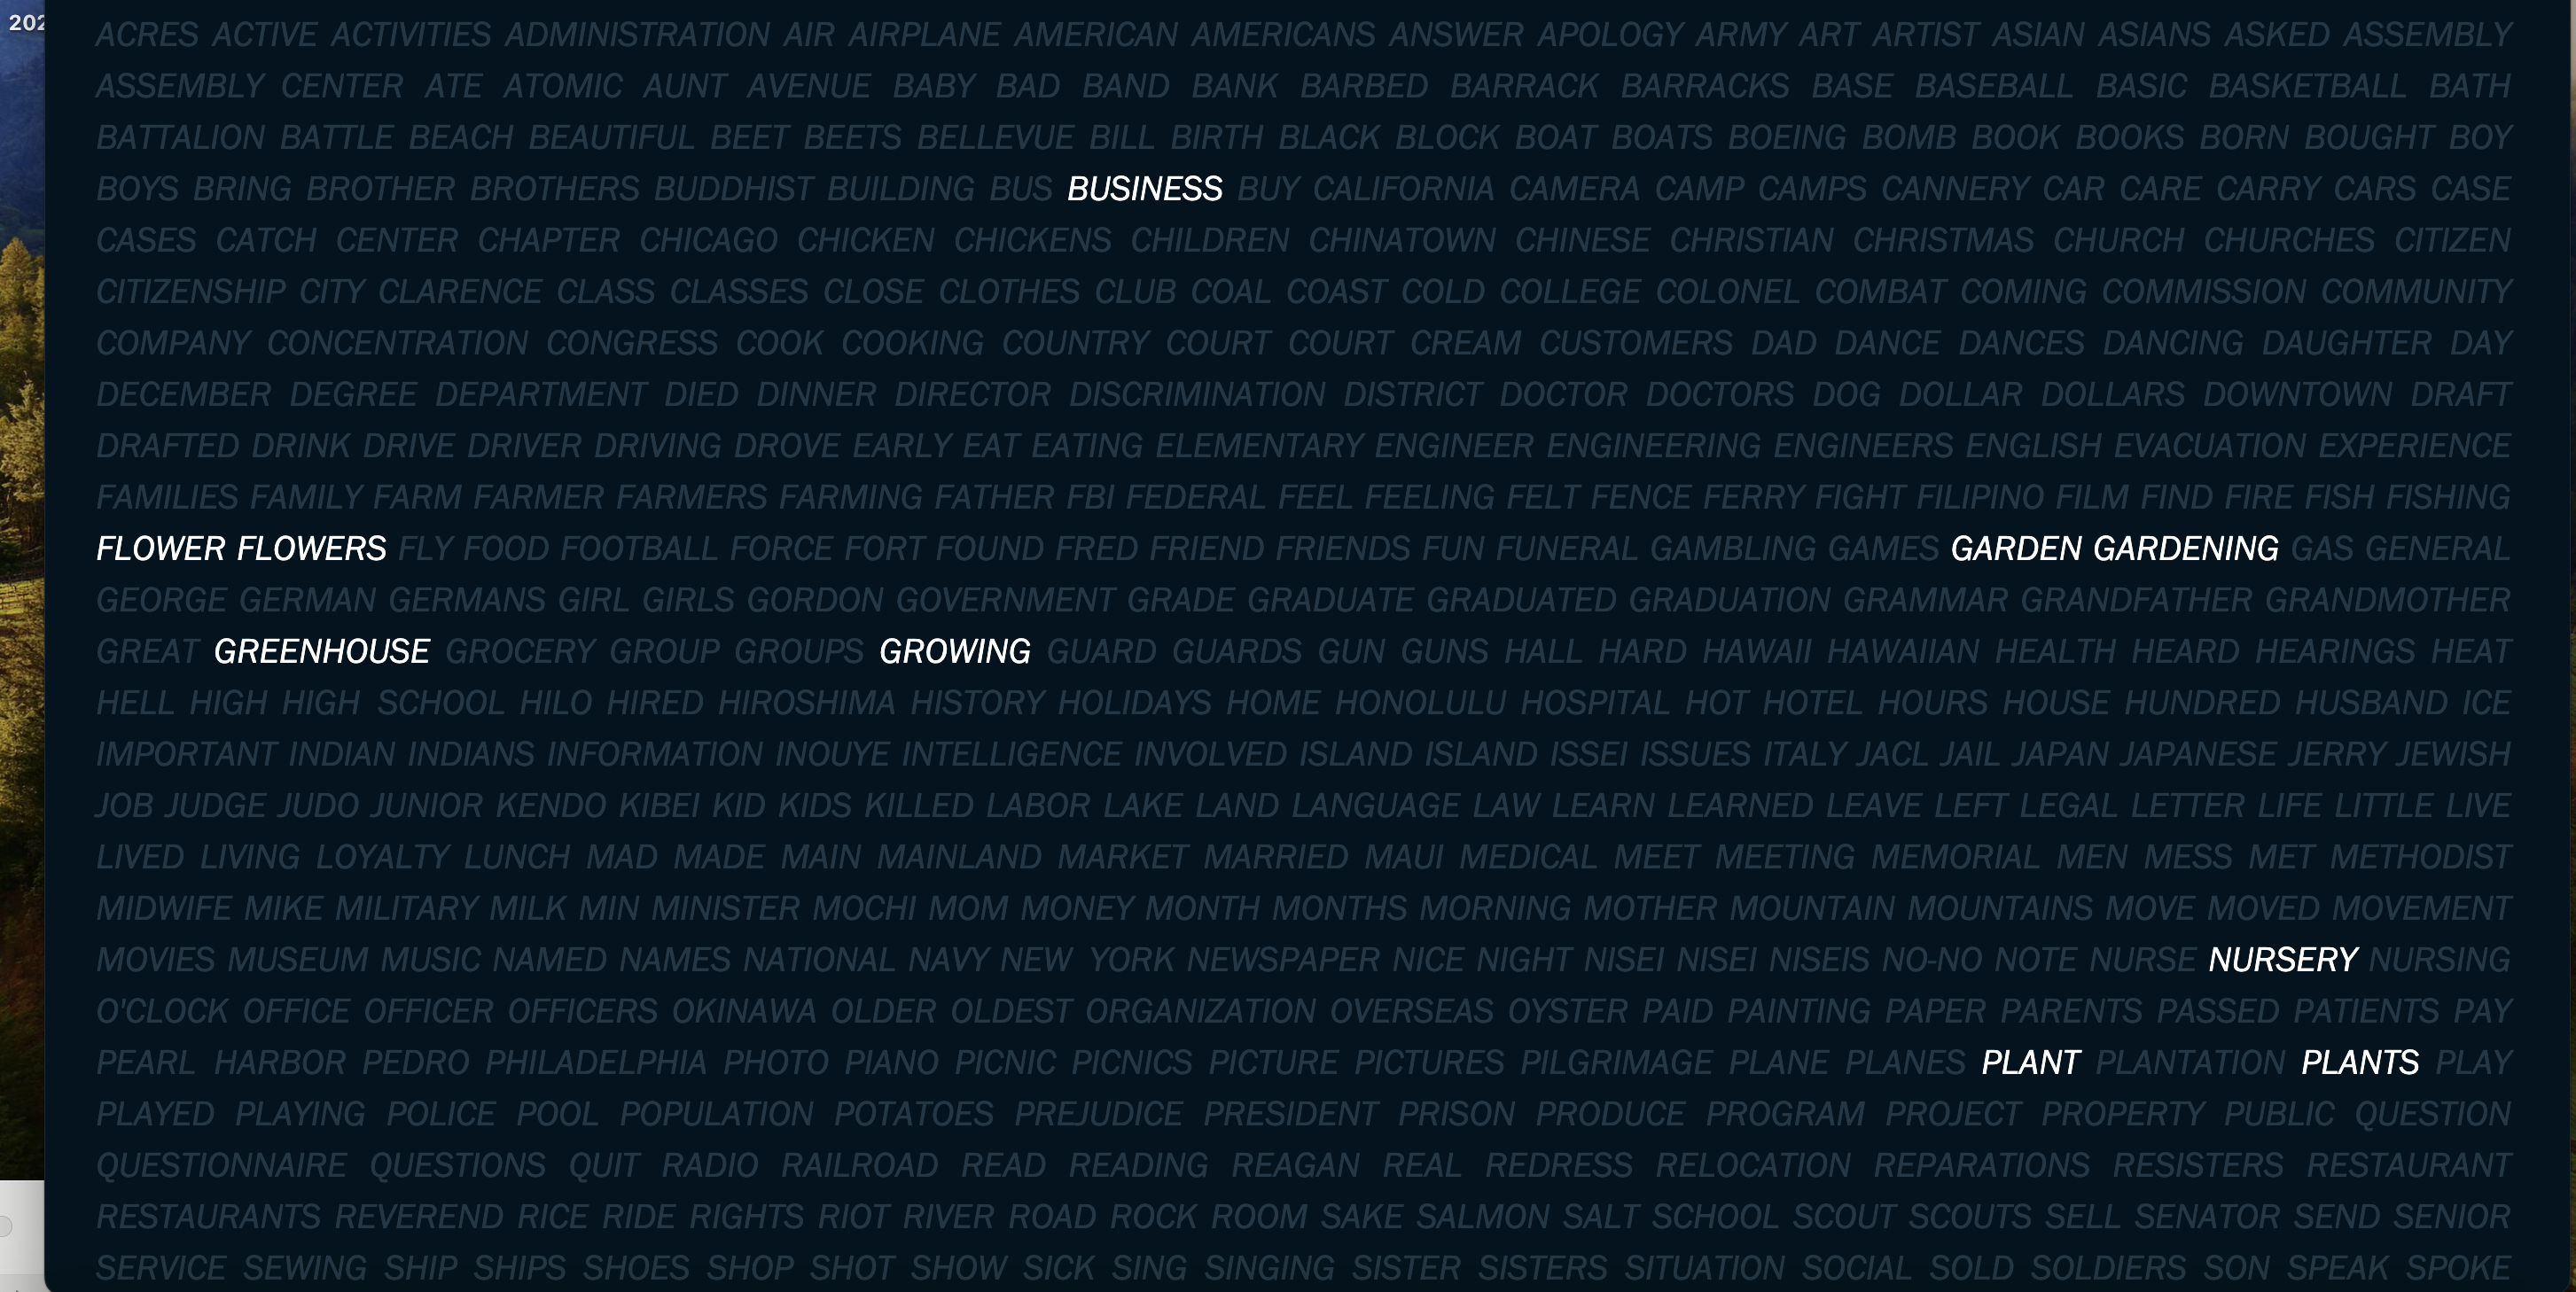 202
ACRES ACTIVE ACTIVITIES ADMINISTRATION AIR AIRPLANE AMERICAN AMERICANS ANSWER APOLOGY ARMY ART ARTIST ASIAN ASIANS ASKED ASSEMBLY
ASSEMBLY CENTER ATE ATOMIC AUNT AVENUE BABY BAD BAND BANK BARBED BARRACK BARRACKS BASE BASEBALL BASIC BASKETBALL BATH
BATTALION BATTLE BEACH BEAUTIFUL BEET BEETS BELLEVUE BILL BIRTH BLACK BLOCK BOAT BOATS BOEING BOMB BOOK BOOKS BORN BOUGHT BOY
BOYS BRING BROTHER BROTHERS BUDDHIST BUILDING BUS BUSINESS BUY CALIFORNIA CAMERA CAMP CAMPS CANNERY CAR CARE CARRY CARS CASE
CASES CATCH CENTER CHAPTER CHICAGO CHICKEN CHICKENS CHILDREN CHINATOWN CHINESE CHRISTIAN CHRISTMAS CHURCH CHURCHES CITIZEN
CITIZENSHIP CITY CLARENCE CLASS CLASSES CLOSE CLOTHES CLUB COAL COAST COLD COLLEGE COLONEL COMBAT COMING COMMISSION COMMUNITY
COMPANY CONCENTRATION CONGRESS COOK COOKING COUNTRY COURT COURT CREAM CUSTOMERS DAD DANCE DANCES DANCING DAUGHTER DAY
DECEMBER DEGREE DEPARTMENT DIED DINNER DIRECTOR DISCRIMINATION DISTRICT DOCTOR DOCTORS DOG DOLLAR DOLLARS DOWNTOWN DRAFT
DRAFTED DRINK DRIVE DRIVER DRIVING DROVE EARLY EAT EATING ELEMENTARY ENGINEER ENGINEERING ENGINEERS ENGLISH EVACUATION EXPERIENCE
FAMILIES FAMILY FARM FARMER FARMERS FARMING FATHER FBI FEDERAL FEEL FEELING FELT FENCE FERRY FIGHT FILIPINO FILM FIND FIRE FISH FISHING
FLOWER FLOWERS FLY FOOD FOOTBALL FORCE FORT FOUND FRED FRIEND FRIENDS FUN FUNERAL GAMBLING GAMES GARDEN GARDENING GAS GENERAL
GEORGE GERMAN GERMANS GIRL GIRLS GORDON GOVERNMENT GRADE GRADUATE GRADUATED GRADUATION GRAMMAR GRANDFATHER GRANDMOTHER
GREAT GREENHOUSE GROCERY GROUP GROUPS GROWING GUARD GUARDS GUN GUNS HALL HARD HAWAII HAWAIIAN HEALTH HEARD HEARINGS HEAT
HELL HIGH HIGH SCHOOL HILO HIRED HIROSHIMA HISTORY HOLIDAYS HOME HONOLULU HOSPITAL HOT HOTEL HOURS HOUSE HUNDRED HUSBAND ICE
IMPORTANT INDIAN INDIANS INFORMATION INOUYE INTELLIGENCE INVOLVED ISLAND ISLAND ISSEI ISSUES ITALY JACL JAIL JAPAN JAPANESE JERRY JEWISH
JOB JUDGE JUDO JUNIOR KENDO KIBEI KID KIDS KILLED LABOR LAKE LAND LANGUAGE LAW LEARN LEARNED LEAVE LEFT LEGAL LETTER LIFE LITTLE LIVE
LIVED LIVING LOYALTY LUNCH MAD MADE MAIN MAINLAND MARKET MARRIED MAUI MEDICAL MEET MEETING MEMORIAL MEN MESS MET METHODIST
MIDWIFE MIKE MILITARY MILK MIN MINISTER MOCHI MOM MONEY MONTH MONTHS MORNING MOTHER MOUNTAIN MOUNTAINS MOVE MOVED MOVEMENT
MOVIES MUSEUM MUSIC NAMED NAMES NATIONAL NAVY NEW YORK NEWSPAPER NICE NIGHT NISEI NISEI NISEIS NO-NO NOTE NURSE NURSERY NURSING
O'CLOCK OFFICE OFFICER OFFICERS OKINAWA OLDER OLDEST ORGANIZATION OVERSEAS OYSTER PAID PAINTING PAPER PARENTS PASSED PATIENTS PAY
PEARL HARBOR PEDRO PHILADELPHIA PHOTO PIANO PICNIC PICNICS PICTURE PICTURES PILGRIMAGE PLANE PLANES PLANT PLANTATION PLANTS PLAY
PLAYED PLAYING POLICE POOL POPULATION POTATOES PREJUDICE PRESIDENT PRISON PRODUCE PROGRAM PROJECT PROPERTY PUBLIC QUESTION
QUESTIONNAIRE QUESTIONS QUIT RADIO RAILROAD READ READING REAGAN REAL REDRESS RELOCATION REPARATIONS RESISTERS RESTAURANT
RESTAURANTS REVEREND RICE RIDE RIGHTS RIOT RIVER ROAD ROCK ROOM SAKE SALMON SALT SCHOOL SCOUT SCOUTS SELL SENATOR SEND SENIOR
SERVICE SEWING SHIP SHIPS SHOES SHOP SHOT SHOW SICK SING SINGING SISTER SISTERS SITUATION SOCIAL SOLD SOLDIERS SON SPEAK SPOKE